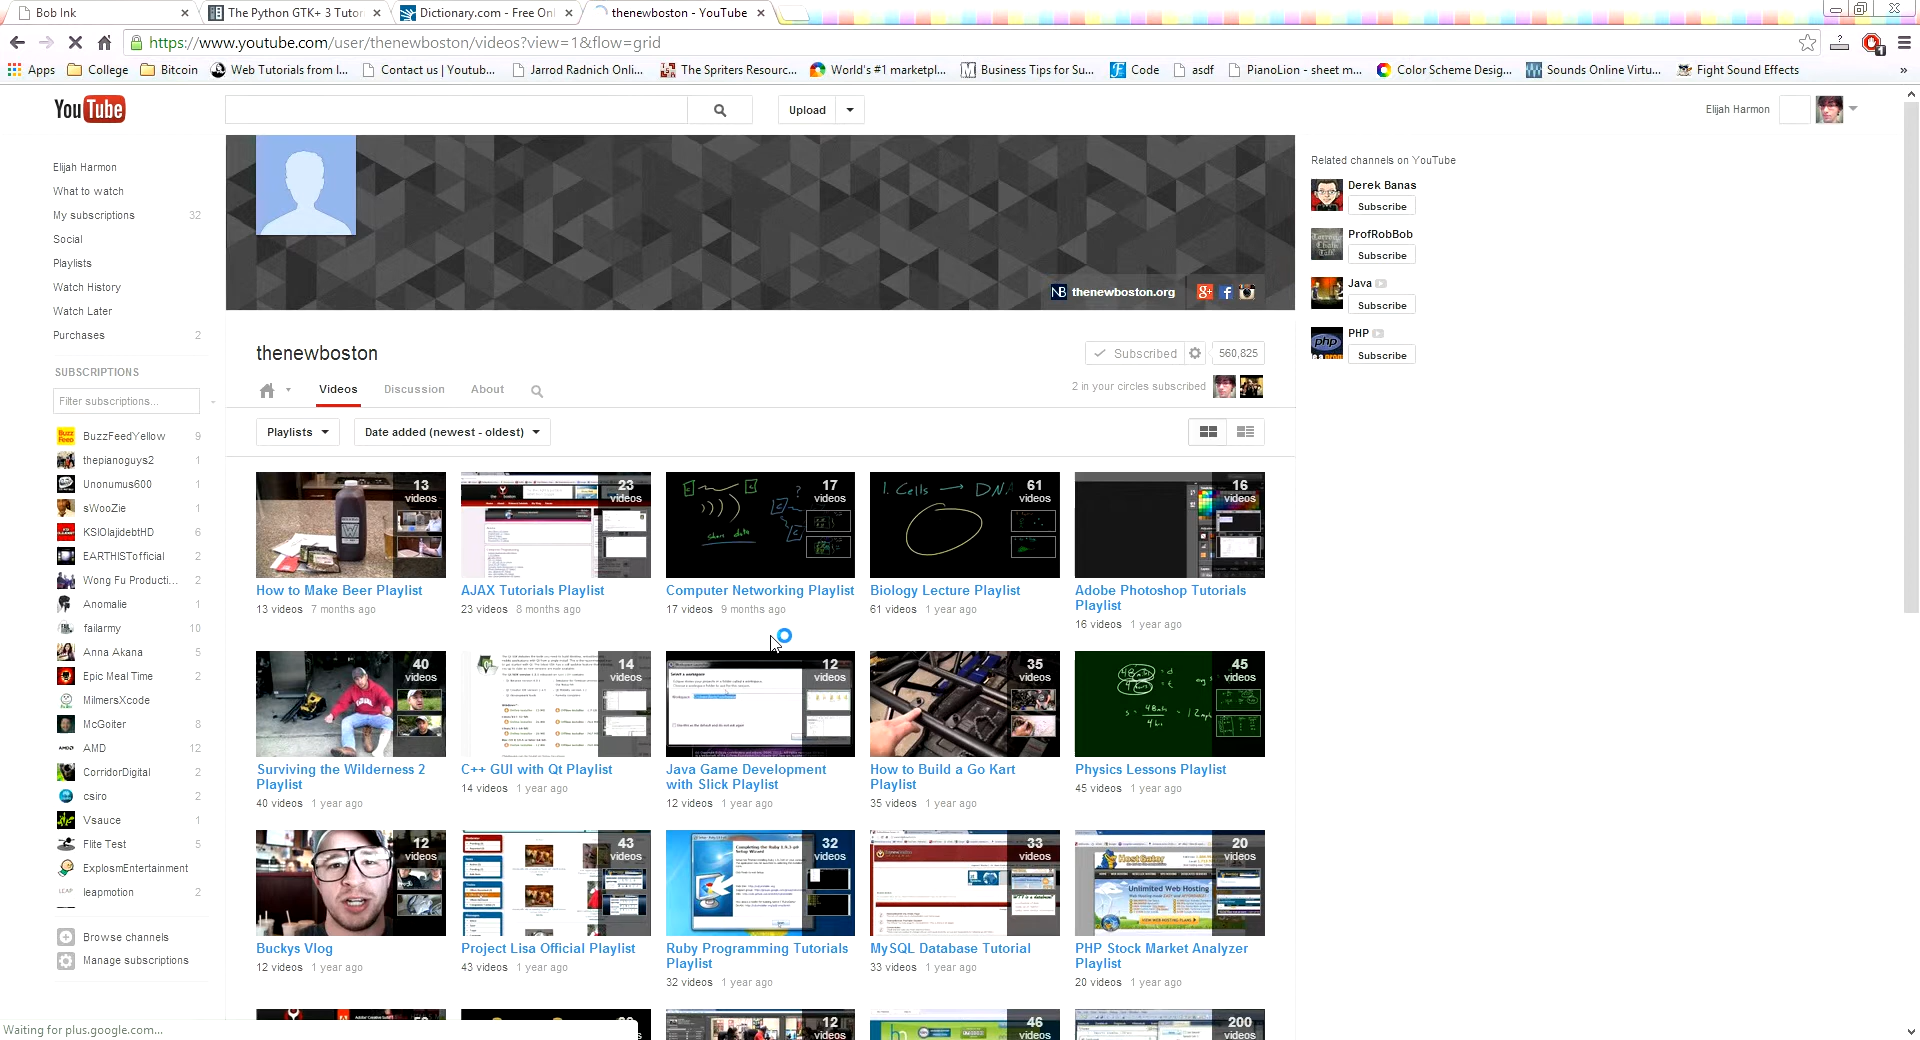 Bob Ink
The Python GTK+ 3 Tutor
Dictionary.com - Free Onl
thenewboston - YouTube
https://www.youtube.com/user/thenewboston/videos?view=1&flow=grid
Apps
College
Bitcoin
Web Tutorials from I...
Contact us | Youtub...
Jarrod Radnich Onli...
The Spriters Resourc...
World's #1 marketpl...
Business Tips for Su...
Code
asdf
PianoLion - sheet m...
Color Scheme Desig...
Sounds Online Virtu...
Fight Sound Effects
»
YouTube
Upload
Elijah Harmon
Elijah Harmon
What to watch
My subscriptions 32
Social
Playlists
Watch History
Watch Later
Purchases 2
SUBSCRIPTIONS
Filter subscriptions...
BuzzFeedYellow 9
thepianoguys2 1
Unonumus600 1
sWooZie 1
KSIOlajidebtHD 6
EARTHISTofficial 2
Wong Fu Producti... 2
Anomalie 1
failarmy 10
Anna Akana 5
Epic Meal Time 2
MilmersXcode
McGoiter 8
AMD 12
CorridorDigital 2
csiro 2
Vsauce 1
Flite Test 5
ExplosmEntertainment
leapmotion 2
Browse channels
Manage subscriptions
Waiting for plus.google.com...
NB thenewboston.org
thenewboston
Subscribed
560,825
Videos
Discussion
About
2 in your circles subscribed
Playlists
Date added (newest - oldest)
13 videos
How to Make Beer Playlist
13 videos 7 months ago
23 videos
AJAX Tutorials Playlist
23 videos 8 months ago
17 videos
share data
Computer Networking Playlist
17 videos 9 months ago
1. Cells → DNA
61 videos
Biology Lecture Playlist
61 videos 1 year ago
16 videos
Adobe Photoshop Tutorials
Playlist
16 videos 1 year ago
40 videos
Surviving the Wilderness 2
Playlist
40 videos 1 year ago
14 videos
C++ GUI with Qt Playlist
14 videos 1 year ago
12 videos
Java Game Development
with Slick Playlist
12 videos 1 year ago
35 videos
How to Build a Go Kart
Playlist
35 videos 1 year ago
45 videos
Physics Lessons Playlist
45 videos 1 year ago
12 videos
Buckys Vlog
12 videos 1 year ago
43 videos
Project Lisa Official Playlist
43 videos 1 year ago
32 videos
Ruby Programming Tutorials
Playlist
32 videos 1 year ago
33 videos
MySQL Database Tutorial
33 videos 1 year ago
HostGator
Unlimited Web Hosting
20 videos
PHP Stock Market Analyzer
Playlist
20 videos 1 year ago
12 videos
46 videos
200 videos
Related channels on YouTube
Derek Banas
Subscribe
ProfRobBob
Subscribe
Java
Subscribe
php
PHP
Subscribe